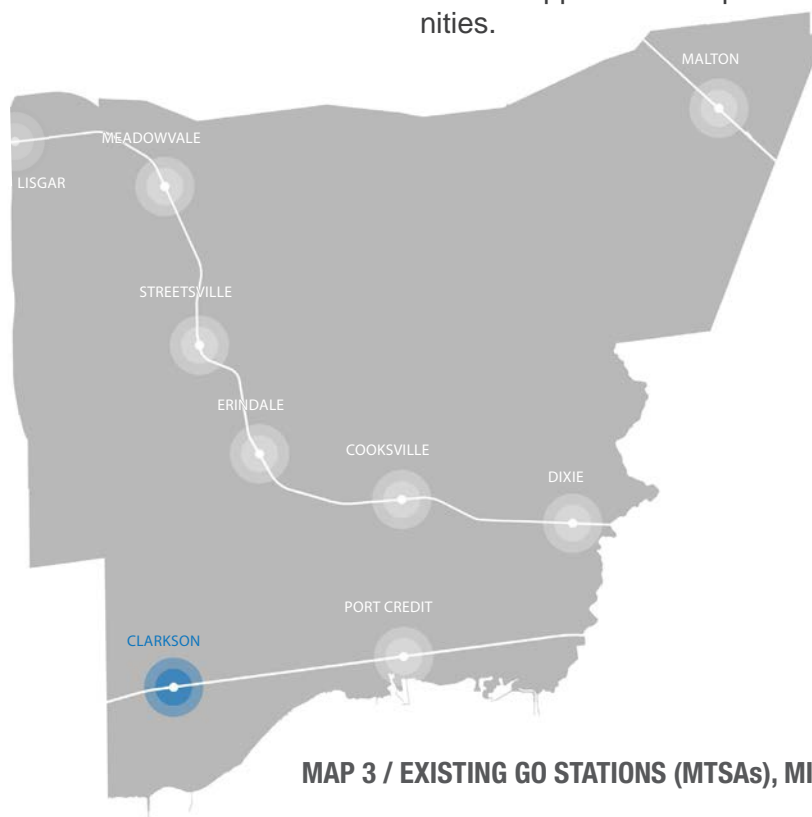 nities.
MALTON
MEADOWVALE
LISGAR
STREETSVILLE
ERINDALE
COOKSVILLE
DIXIE
PORT CREDIT
CLARKSON
MAP 3 / EXISTING GO STATIONS (MTSAs), MI